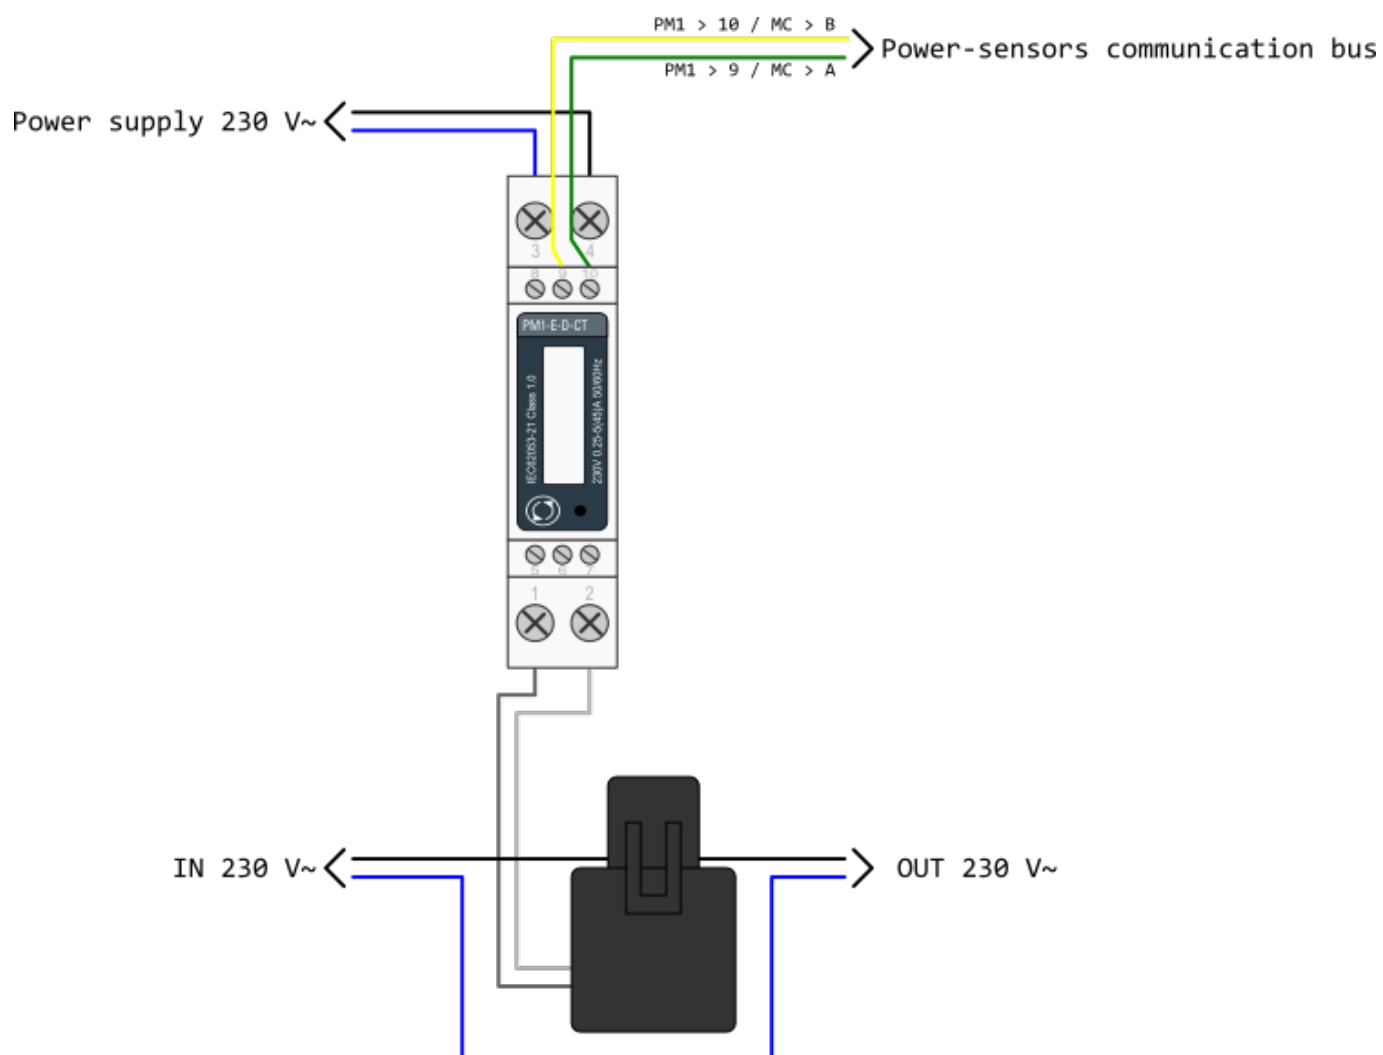 PM1 > 10 / MC > B
Power-sensors communication bus
PM1 > 9 / MC > A
Power supply 230 V~
3 4
8 9 10
PM1-E-D-CT
IEC62053-21 Class 1.0
230V 0.25-5(45)A 50/60Hz
5 6 7
1 2
IN 230 V~
OUT 230 V~